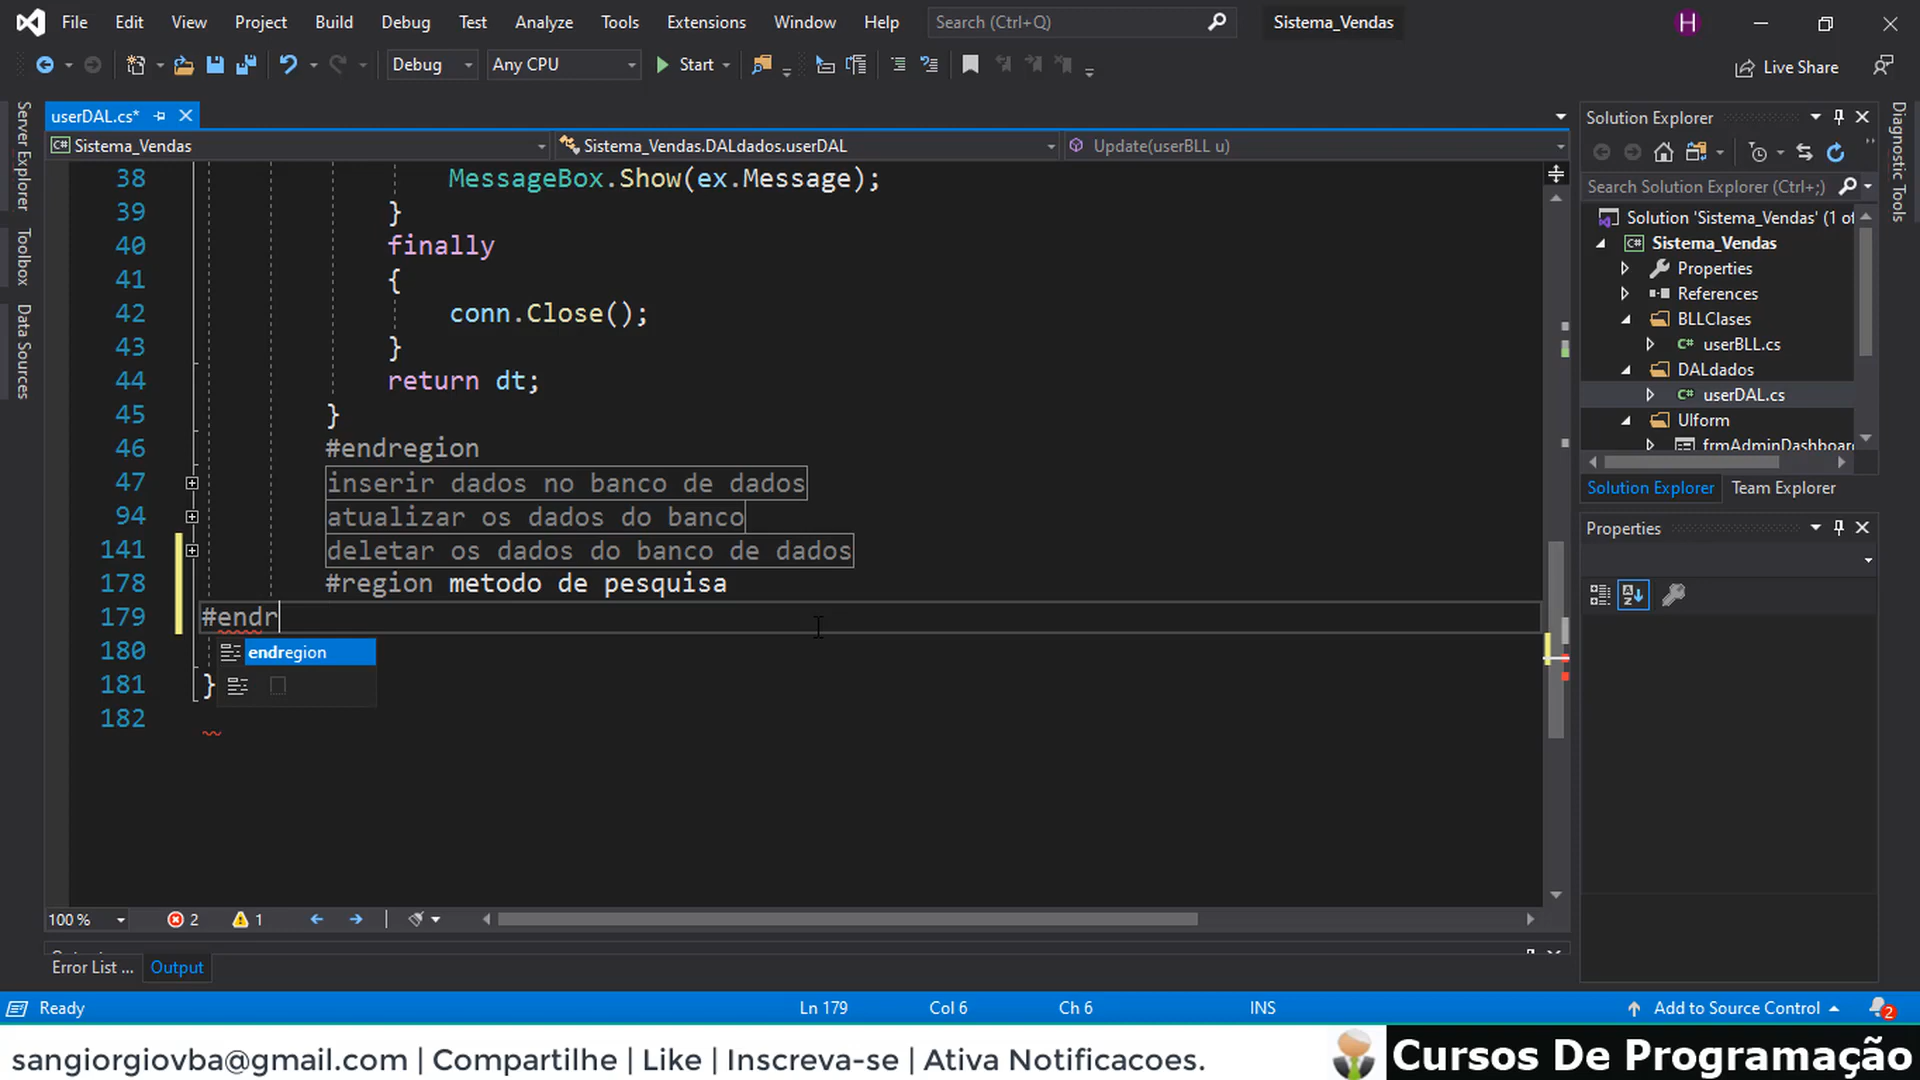 File Edit View Project Build Debug Test Analyze Tools Extensions Window Help Search (Ctrl+Q) Sistema_Vendas H
Debug Any CPU Start Live Share
userDAL.cs*
Sistema_Vendas Sistema_Vendas.DALdados.userDAL Update(userBLL u)
Server Explorer
Toolbox
Data Sources
38 MessageBox.Show(ex.Message);
39 }
40 finally
41 {
42 conn.Close();
43 }
44 return dt;
45 }
46 #endregion
47 inserir dados no banco de dados
94 atualizar os dados do banco
141 deletar os dados do banco de dados
178 #region metodo de pesquisa
179 #endr
180 endregion
181 }
182
100 % 2 1
Error List ... Output
Solution Explorer
Search Solution Explorer (Ctrl+;)
Solution 'Sistema_Vendas' (1 of
C# Sistema_Vendas
Properties
References
BLLClases
C# userBLL.cs
DALdados
C# userDAL.cs
UIform
frmAdminDashboar
Solution Explorer Team Explorer
Properties
Diagnostic Tools
Ready Ln 179 Col 6 Ch 6 INS Add to Source Control 2
sangiorgiovba@gmail.com | Compartilhe | Like | Inscreva-se | Ativa Notificacoes.
Cursos De Programação